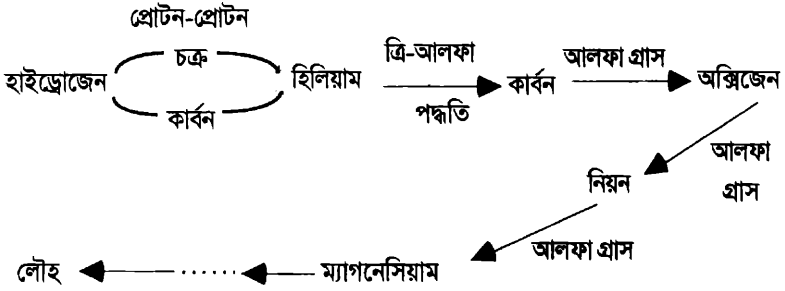 প্রোটন-প্রোটন
হাইড্রোজেন চক্র হিলিয়াম ত্রি-আলফা কার্বন আলফা গ্রাস অক্সিজেন
কার্বন পদ্ধতি
নিয়ন আলফা
গ্রাস
আলফা গ্রাস
লৌহ ...... ম্যাগনেসিয়াম